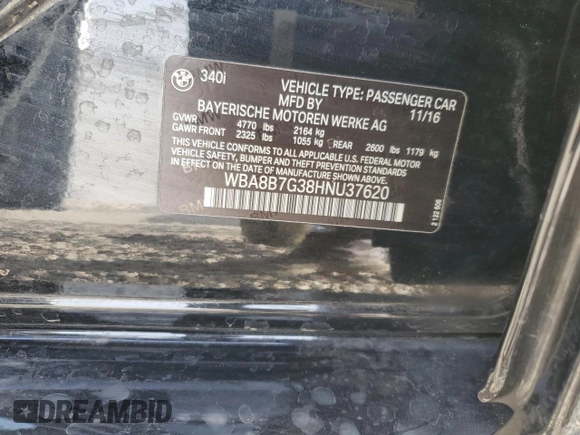 340i
VEHICLE TYPE: PASSENGER CAR
MFD BY 11/16
BAYERISCHE MOTOREN WERKE AG
GVWR 4770 lbs 2164 kg
GAWR FRONT 2325 lbs 1055 kg REAR 2600 lbs 1179 kg
THIS VEHICLE CONFORMS TO ALL APPLICABLE U.S. FEDERAL MOTOR
VEHICLE SAFETY, BUMPER, AND THEFT PREVENTION STANDARDS IN
EFFECT ON THE DATE OF MANUFACTURE SHOWN ABOVE.
WBA8B7G38HNU37620
DREAMBID